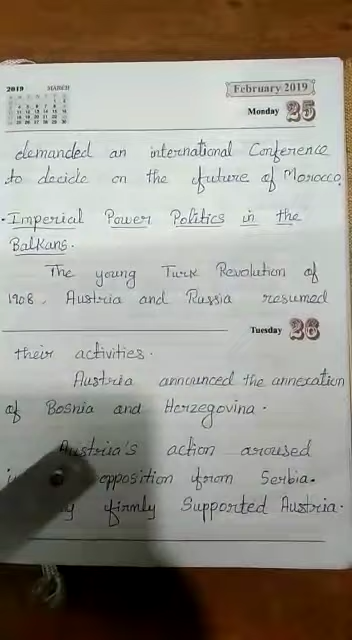 2019 MARCH
February 2019
Monday 25
demanded an international Conference
to decide on the future of Morocco.
Imperial Power Politics in the
Balkans.
The young Turk Revolution of
1908. Austria and Russia resumed
Tuesday 26
their activities.
Austria announced the annexation
of Bosnia and Herzegovina.
Austria's action aroused
opposition from Serbia.
firmly Supported Austria.